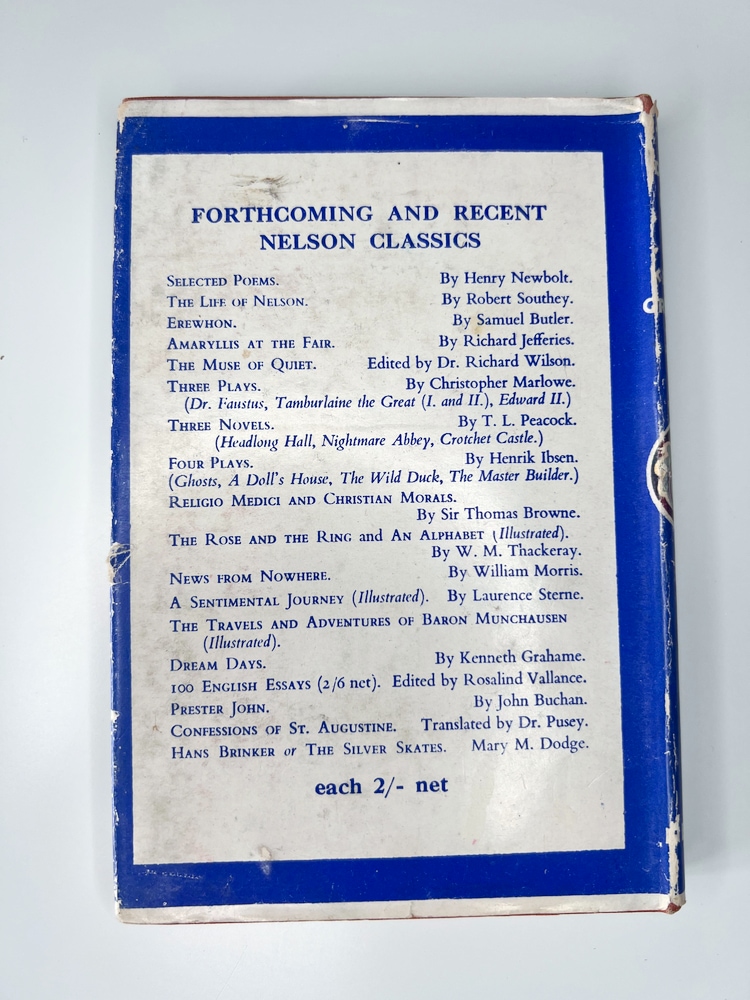 FORTHCOMING AND RECENT
NELSON CLASSICS
SELECTED POEMS. By Henry Newbolt.
THE LIFE OF NELSON. By Robert Southey.
EREWHON. By Samuel Butler.
AMARYLLIS AT THE FAIR. By Richard Jefferies.
THE MUSE OF QUIET. Edited by Dr. Richard Wilson.
THREE PLAYS. By Christopher Marlowe.
(Dr. Faustus, Tamburlaine the Great (I. and II.), Edward II.)
THREE NOVELS. By T. L. Peacock.
(Headlong Hall, Nightmare Abbey, Crotchet Castle.)
FOUR PLAYS. By Henrik Ibsen.
(Ghosts, A Doll's House, The Wild Duck, The Master Builder.)
RELIGIO MEDICI AND CHRISTIAN MORALS.
By Sir Thomas Browne.
THE ROSE AND THE RING and AN ALPHABET (Illustrated).
By W. M. Thackeray.
NEWS FROM NOWHERE. By William Morris.
A SENTIMENTAL JOURNEY (Illustrated). By Laurence Sterne.
THE TRAVELS AND ADVENTURES OF BARON MUNCHAUSEN
(Illustrated).
DREAM DAYS. By Kenneth Grahame.
100 ENGLISH ESSAYS (2/6 net). Edited by Rosalind Vallance.
PRESTER JOHN. By John Buchan.
CONFESSIONS OF ST. AUGUSTINE. Translated by Dr. Pusey.
HANS BRINKER or THE SILVER SKATES. Mary M. Dodge.
each 2/- net